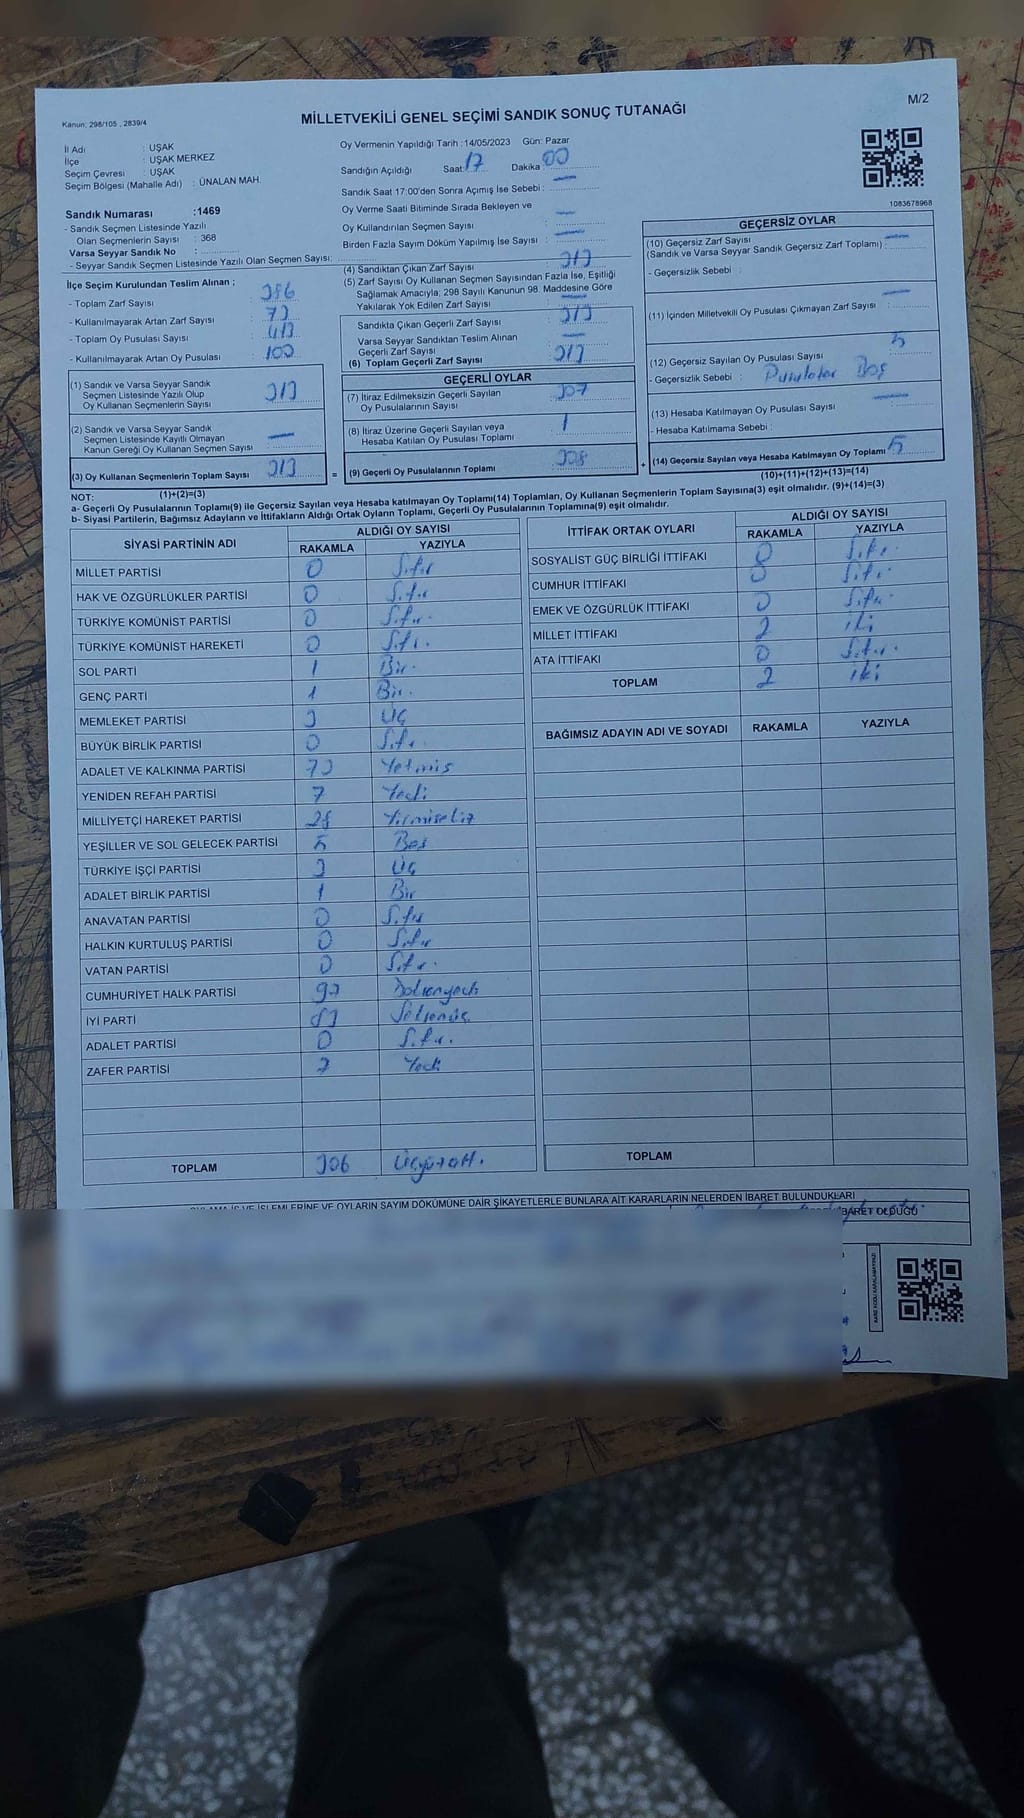 M/2
Kanun; 298/105 , 2839/4
MİLLETVEKİLİ GENEL SEÇİMİ SANDIK SONUÇ TUTANAĞI
İl Adı : UŞAK
İlçe : UŞAK MERKEZ
Seçim Çevresi : UŞAK
Seçim Bölgesi (Mahalle Adı) : ÜNALAN MAH.
Sandık Numarası :1469
- Sandık Seçmen Listesinde Yazılı
Olan Seçmenlerin Sayısı : 368
Varsa Seyyar Sandık No :
- Seyyar Sandık Seçmen Listesinde Yazılı Olan Seçmen Sayısı:
Oy Vermenin Yapıldığı Tarih :14/05/2023 Gün: Pazar
Sandığın Açıldığı Saat: 17 Dakika: 00
Sandık Saat 17:00'den Sonra Açımış İse Sebebi : —
Oy Verme Saati Bitiminde Sırada Bekleyen ve
Oy Kullandırılan Seçmen Sayısı : —
Birden Fazla Sayım Döküm Yapılmış İse Sayısı : —
1083678968
İlçe Seçim Kurulundan Teslim Alınan ;
- Toplam Zarf Sayısı : 386
- Kullanılmayarak Artan Zarf Sayısı : 73
- Toplam Oy Pusulası Sayısı : 413
- Kullanılmayarak Artan Oy Pusulası : 100
(1) Sandık ve Varsa Seyyar Sandık
Seçmen Listesinde Yazılı Olup
Oy Kullanan Seçmenlerin Sayısı 313
(2) Sandık ve Varsa Seyyar Sandık
Seçmen Listesinde Kayıtlı Olmayan
Kanun Gereği Oy Kullanan Seçmen Sayısı —
(3) Oy Kullanan Seçmenlerin Toplam Sayısı 313
(4) Sandıktan Çıkan Zarf Sayısı 313
(5) Zarf Sayısı Oy Kullanan Seçmen Sayısından Fazla İse, Eşitliği
Sağlamak Amacıyla; 298 Sayılı Kanunun 98. Maddesine Göre
Yakılarak Yok Edilen Zarf Sayısı : —
Sandıkta Çıkan Geçerli Zarf Sayısı : 313
Varsa Seyyar Sandıktan Teslim Alınan
Geçerli Zarf Sayısı : —
(6) Toplam Geçerli Zarf Sayısı 313
GEÇERLİ OYLAR
(7) İtiraz Edilmeksizin Geçerli Sayılan
Oy Pusulalarının Sayısı 307
(8) İtiraz Üzerine Geçerli Sayılan veya
Hesaba Katılan Oy Pusulası Toplamı 1
= (9) Geçerli Oy Pusulalarının Toplamı 308
GEÇERSİZ OYLAR
(10) Geçersiz Zarf Sayısı
(Sandık ve Varsa Seyyar Sandık Geçersiz Zarf Toplamı) : —
- Geçersizlik Sebebi :
(11) İçinden Milletvekili Oy Pusulası Çıkmayan Zarf Sayısı : —
(12) Geçersiz Sayılan Oy Pusulası Sayısı : 5
- Geçersizlik Sebebi : Pusulalar Boş
(13) Hesaba Katılmayan Oy Pusulası Sayısı : —
- Hesaba Katılmama Sebebi :
+ (14) Geçersiz Sayılan veya Hesaba Katılmayan Oy Toplamı : 5
(10)+(11)+(12)+(13)=(14)
NOT: (1)+(2)=(3)
a- Geçerli Oy Pusulalarının Toplamı(9) ile Geçersiz Sayılan veya Hesaba katılmayan Oy Toplamı(14) Toplamları, Oy Kullanan Seçmenlerin Toplam Sayısına(3) eşit olmalıdır. (9)+(14)=(3)
b- Siyasi Partilerin, Bağımsız Adayların ve İttifakların Aldığı Ortak Oyların Toplamı, Geçerli Oy Pusulalarının Toplamına(9) eşit olmalıdır.
SİYASİ PARTİNİN ADI ALDIĞI OY SAYISI
RAKAMLA YAZIYLA
MİLLET PARTİSİ 0 Sıfır
HAK VE ÖZGÜRLÜKLER PARTİSİ 0 Sıfır
TÜRKİYE KOMÜNİST PARTİSİ 0 Sıfır
TÜRKİYE KOMÜNİST HAREKETİ 0 Sıfır
SOL PARTİ 1 Bir
GENÇ PARTİ 1 Bir
MEMLEKET PARTİSİ 3 Üç
BÜYÜK BİRLİK PARTİSİ 0 Sıfır
ADALET VE KALKINMA PARTİSİ 70 Yetmiş
YENİDEN REFAH PARTİSİ 7 Yedi
MİLLİYETÇİ HAREKET PARTİSİ 28 Yirmisekiz
YEŞİLLER VE SOL GELECEK PARTİSİ 5 Beş
TÜRKİYE İŞÇİ PARTİSİ 3 Üç
ADALET BİRLİK PARTİSİ 1 Bir
ANAVATAN PARTİSİ 0 Sıfır
HALKIN KURTULUŞ PARTİSİ 0 Sıfır
VATAN PARTİSİ 0 Sıfır
CUMHURİYET HALK PARTİSİ 97 Doksanyedi
İYİ PARTİ 83 Seksenüç
ADALET PARTİSİ 0 Sıfır
ZAFER PARTİSİ 7 Yedi
TOPLAM 306 Üçyüzaltı
İTTİFAK ORTAK OYLARI ALDIĞI OY SAYISI
RAKAMLA YAZIYLA
SOSYALİST GÜÇ BİRLİĞİ İTTİFAKI 0 Sıfır
CUMHUR İTTİFAKI 0 Sıfır
EMEK VE ÖZGÜRLÜK İTTİFAKI 0 Sıfır
MİLLET İTTİFAKI 2 iki
ATA İTTİFAKI 0 Sıfır
TOPLAM 2 iki
BAĞIMSIZ ADAYIN ADI VE SOYADI RAKAMLA YAZIYLA
TOPLAM
İŞ VE İŞLEMLERİNE VE OYLARIN SAYIM DÖKÜMÜNE DAİR ŞİKAYETLERLE BUNLARA AİT KARARLARIN NELERDEN İBARET BULUNDUKLARI
İBARET OLDUĞU